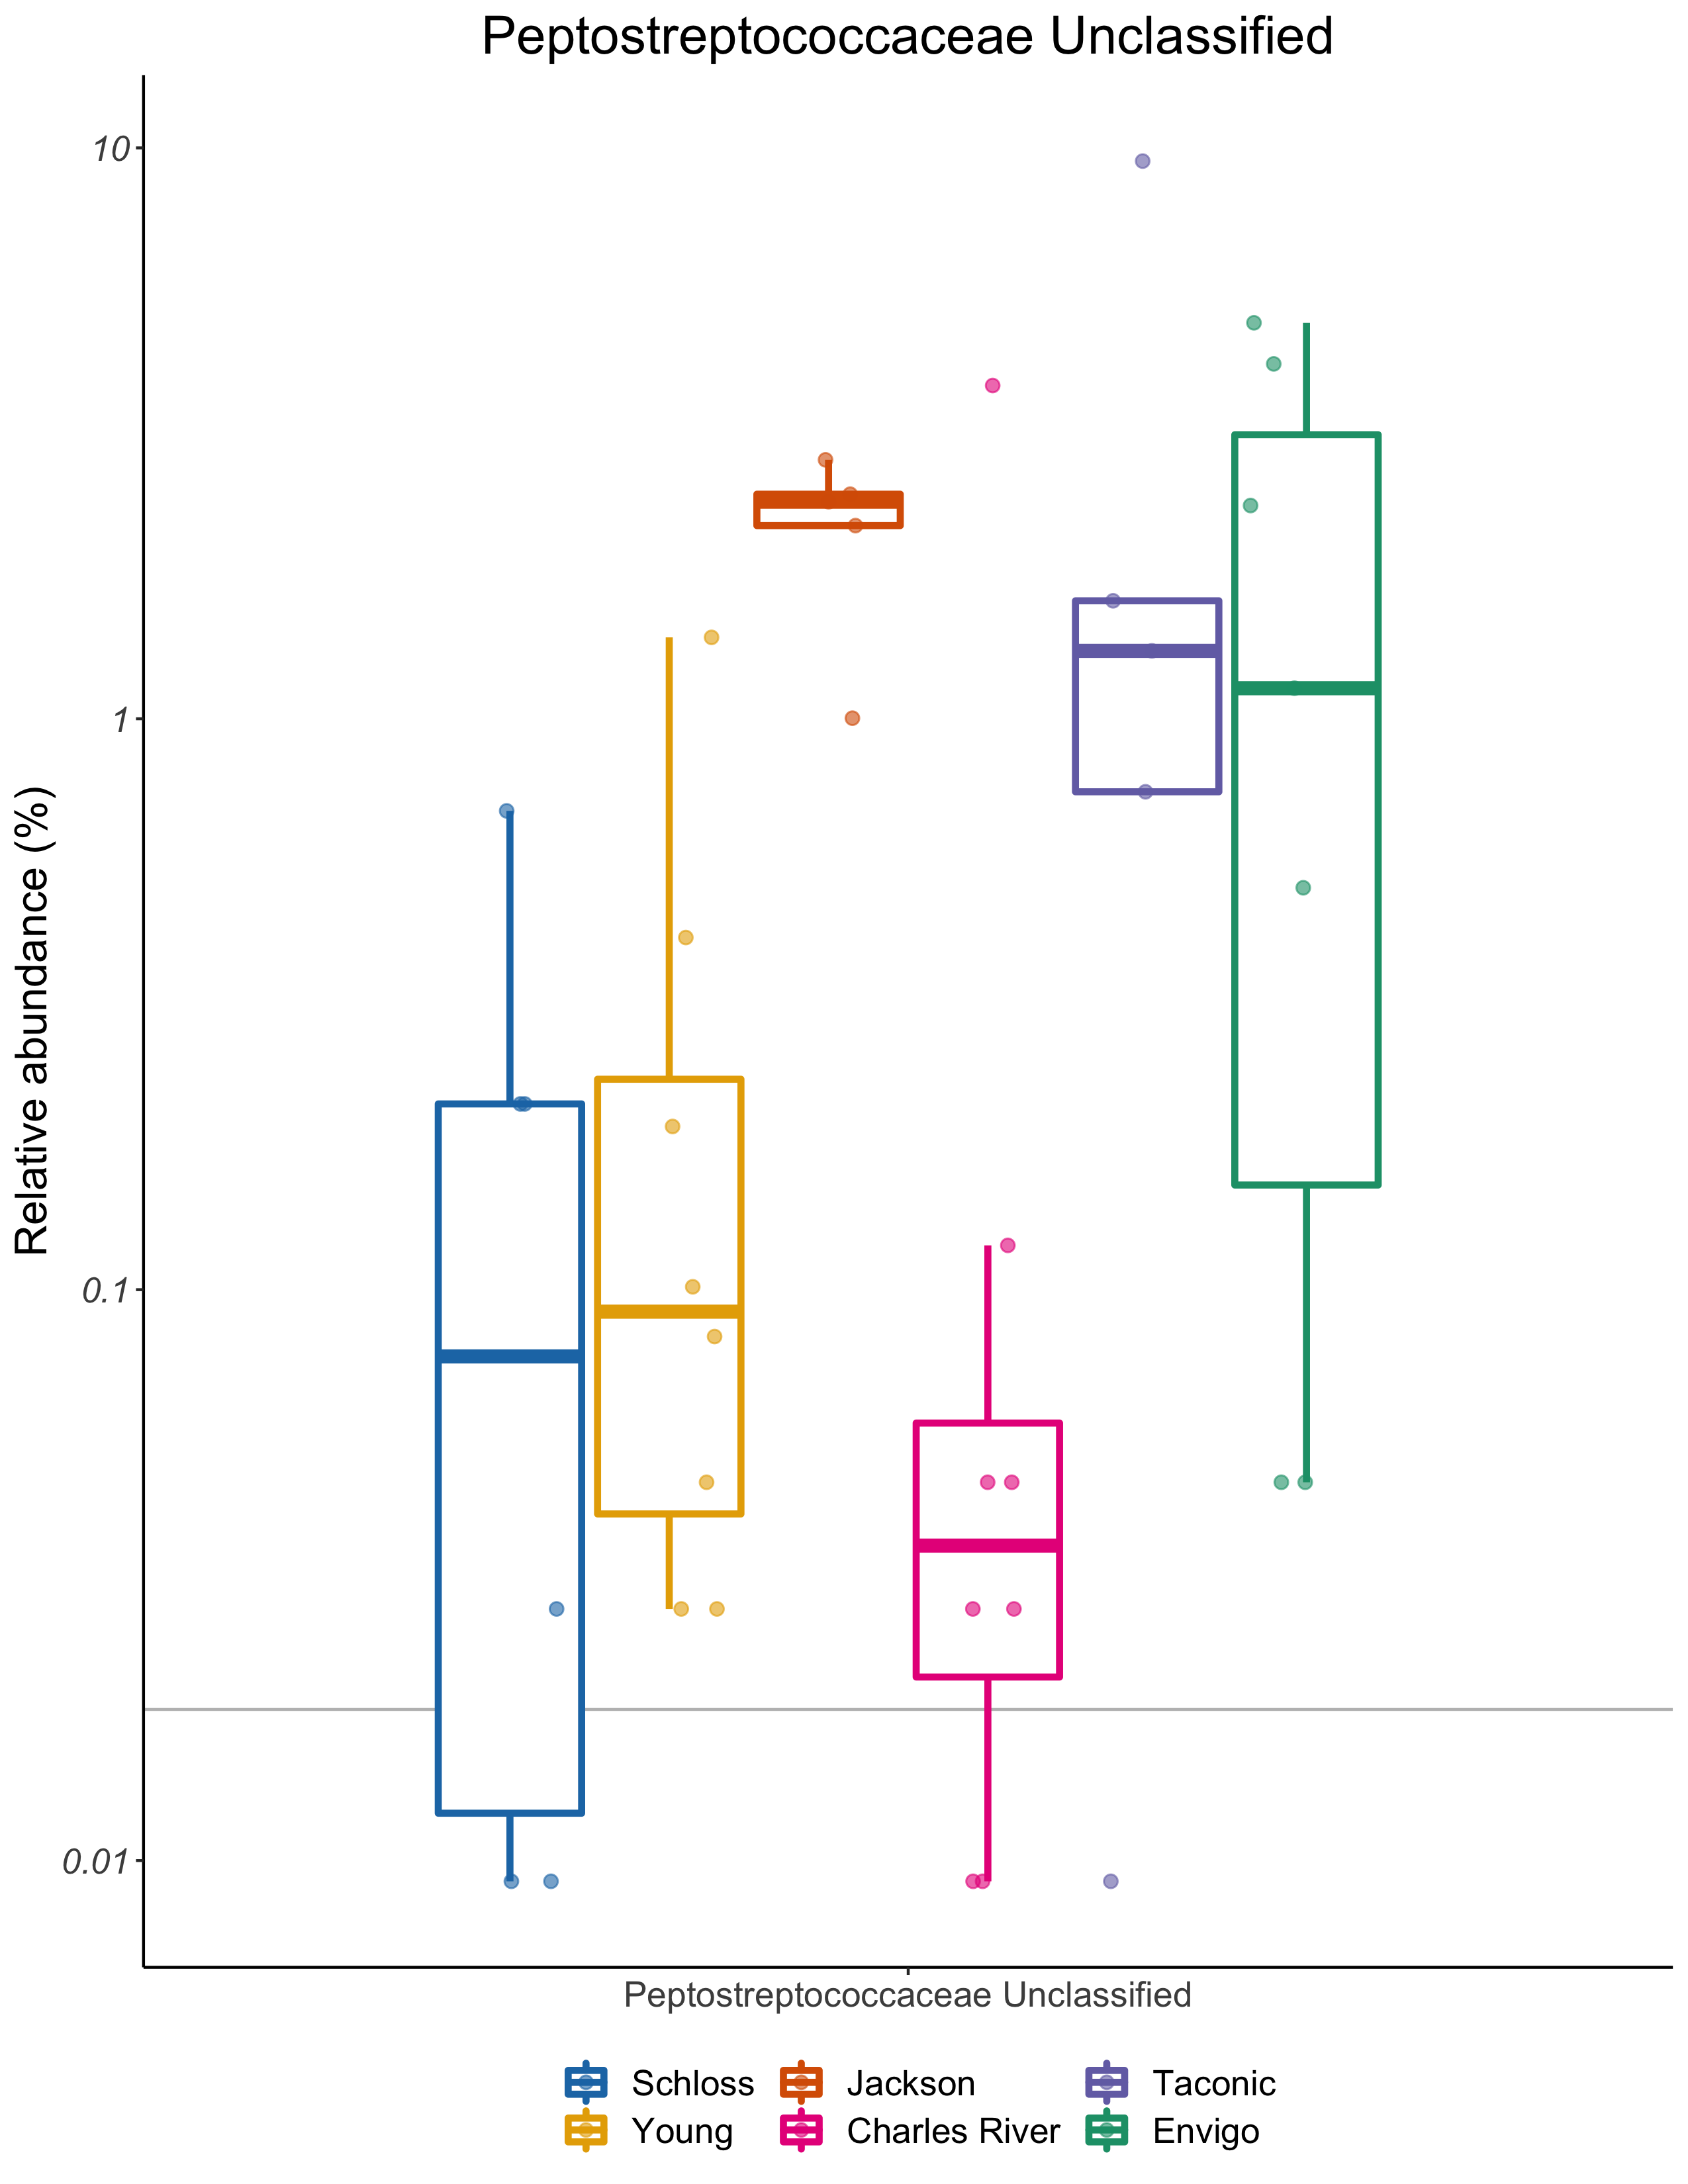 Peptostreptococcaceae Unclassified
10
1
0.1
0.01
Relative abundance (%)
Peptostreptococcaceae Unclassified
Schloss Jackson Taconic
Young Charles River Envigo